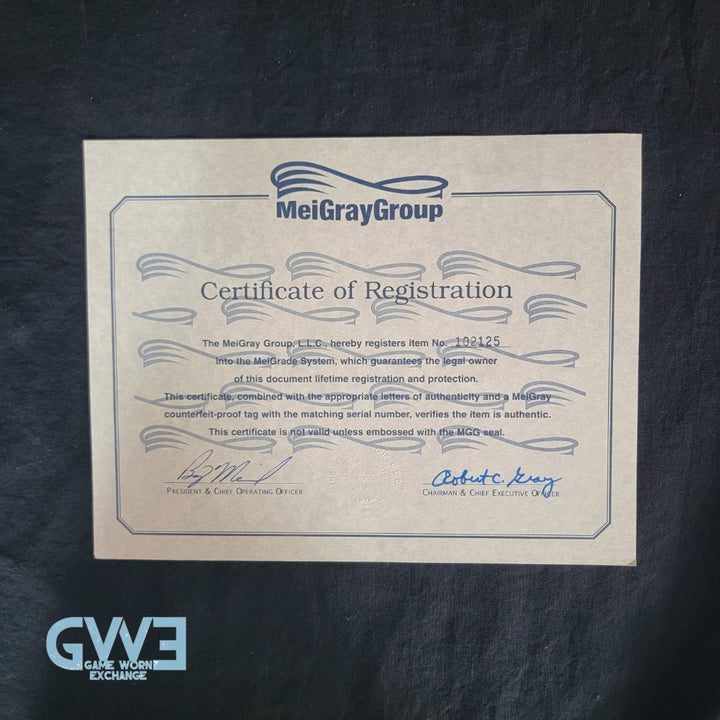 MeiGrayGroup
Certificate of Registration
The MeiGray Group, L.L.C., hereby registers item No. 102125
into the MeiGrade System, which guarantees the legal owner
of this document lifetime registration and protection.
This certificate, combined with the appropriate letters of authenticity and a MeiGray
counterfeit-proof tag with the matching serial number, verifies the item is authentic.
This certificate is not valid unless embossed with the MGG seal.
Robert C. Gray
PRESIDENT & CHIEF OPERATING OFFICER
CHAIRMAN & CHIEF EXECUTIVE OFFICER
GWE
GAME WORN
EXCHANGE